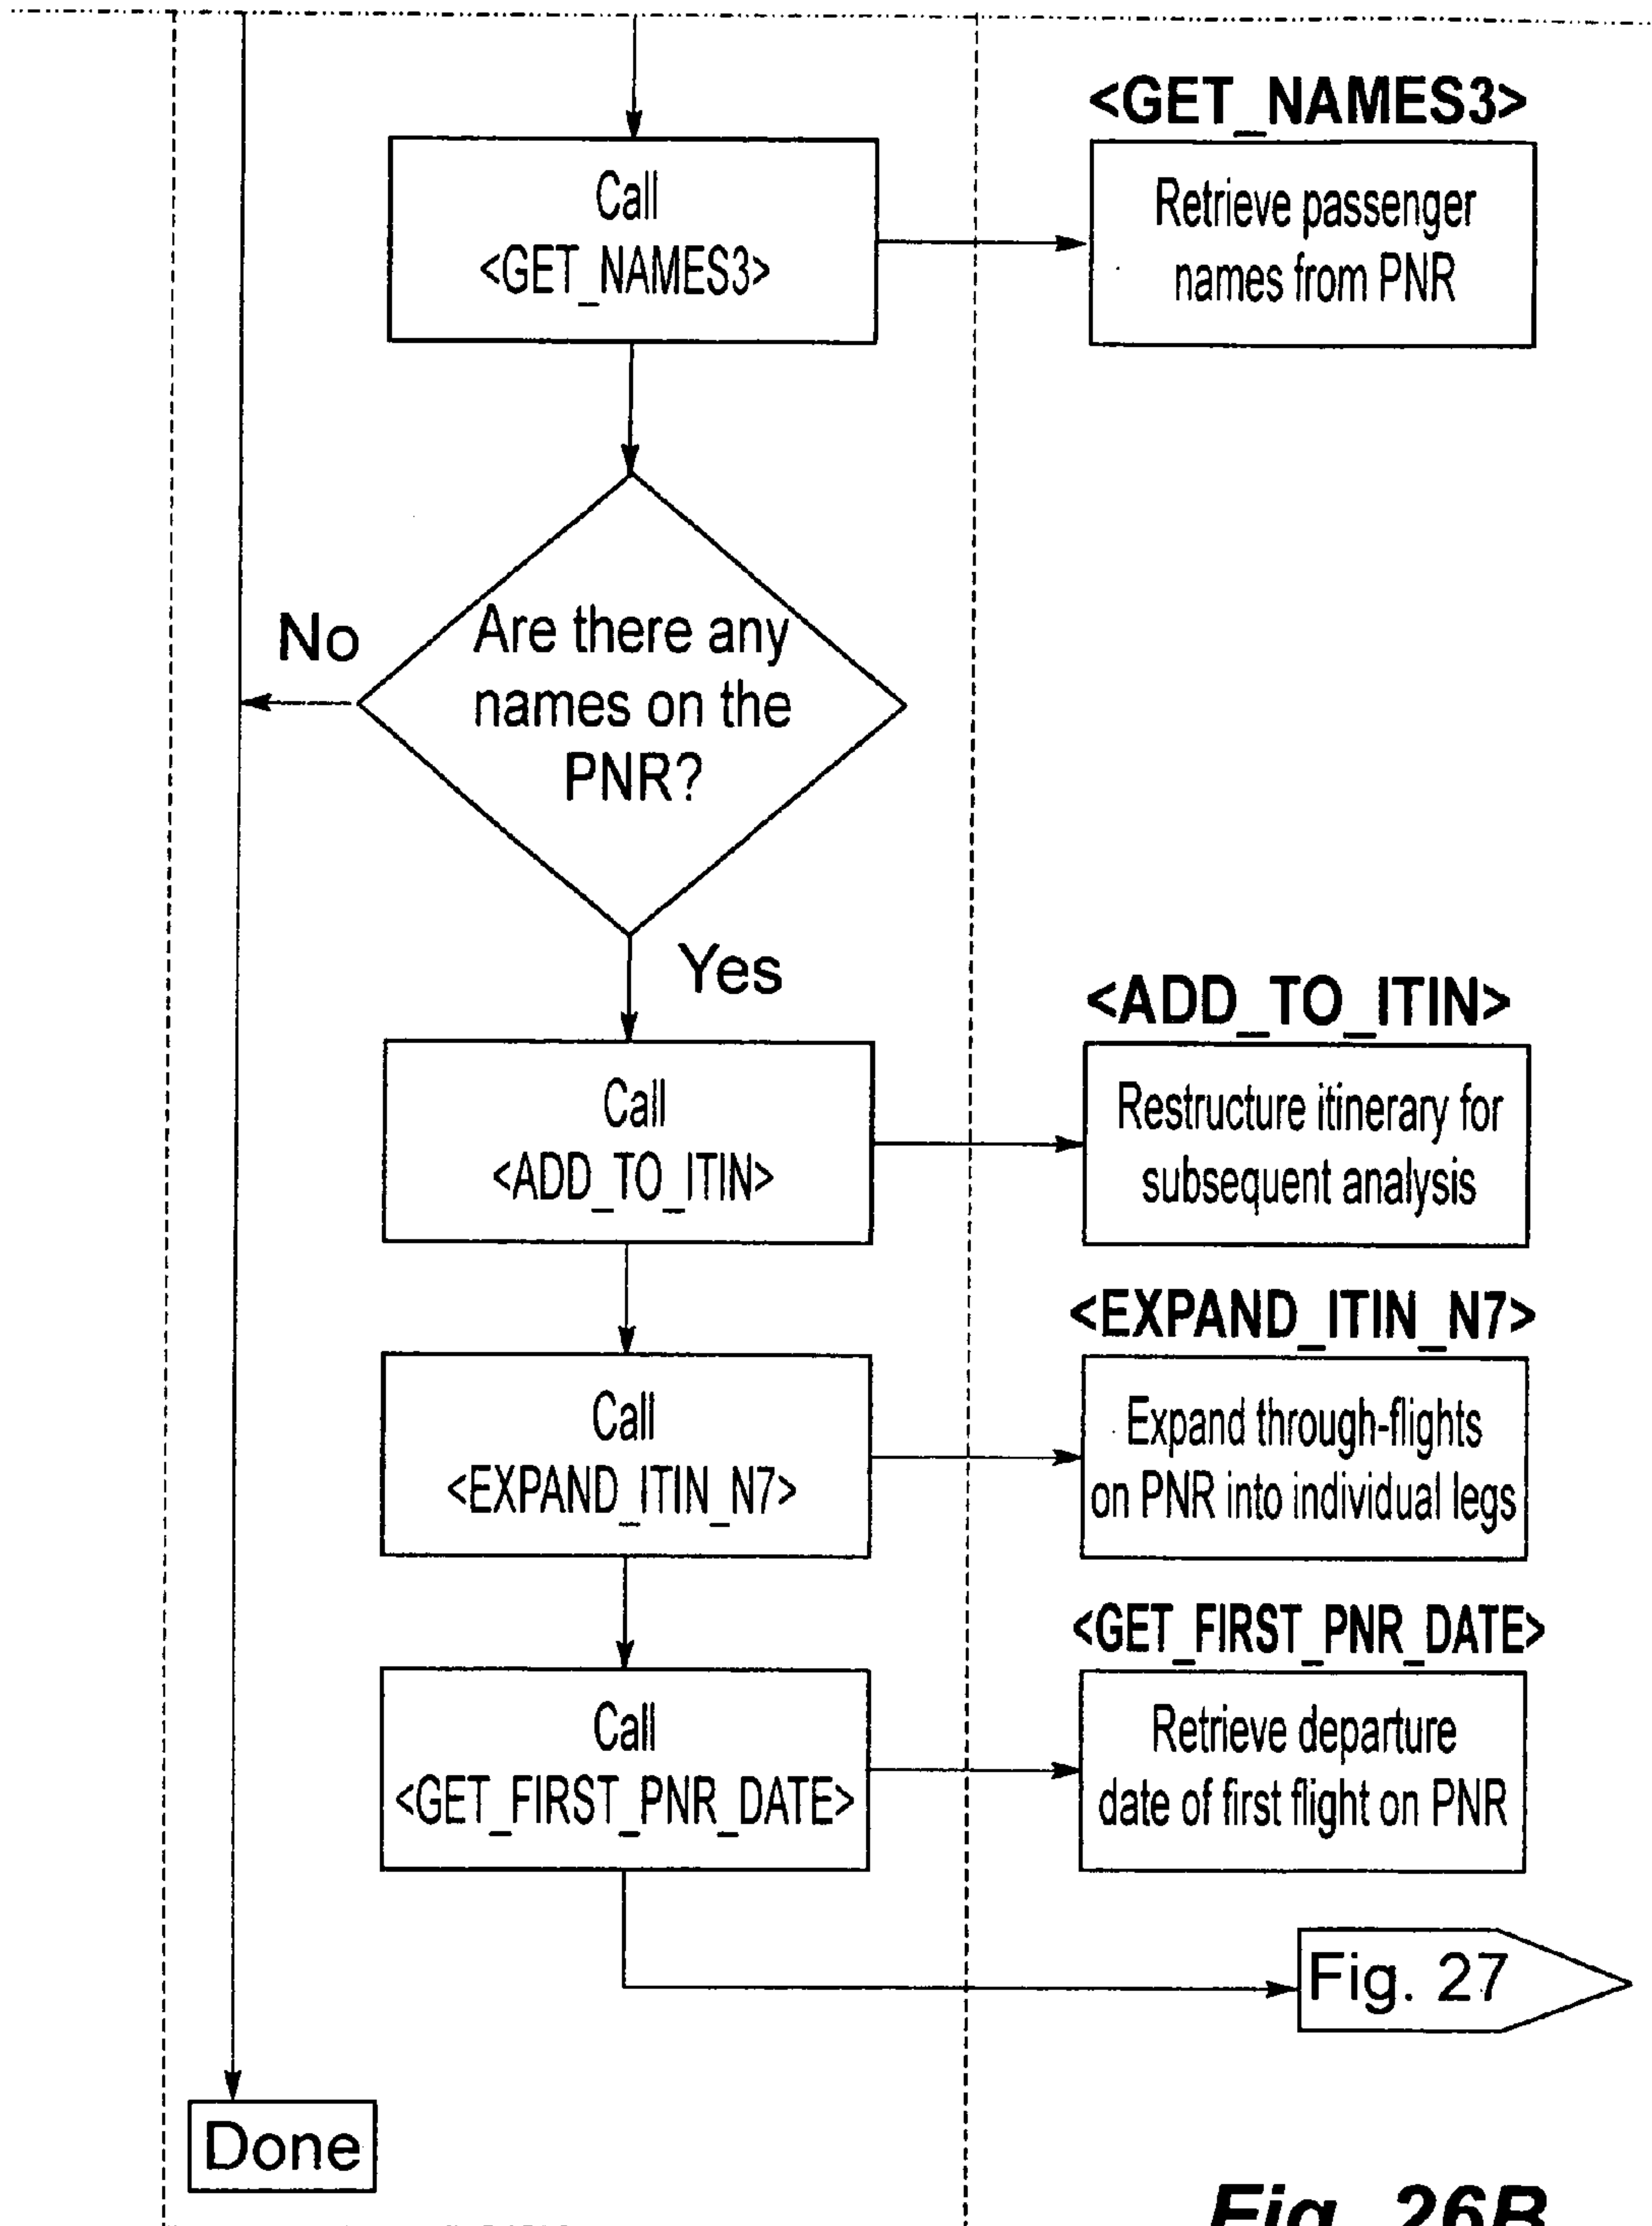 <GET_NAMES3>
Call
<GET_NAMES3>
Retrieve passenger
names from PNR
No
Are there any
names on the
PNR?
Yes
<ADD_TO_ITIN>
Call
<ADD_TO_ITIN>
Restructure itinerary for
subsequent analysis
<EXPAND_ITIN_N7>
Call
<EXPAND_ITIN_N7>
Expand through-flights
on PNR into individual legs
<GET_FIRST_PNR_DATE>
Call
<GET_FIRST_PNR_DATE>
Retrieve departure
date of first flight on PNR
Fig. 27
Done
Fig. 26B